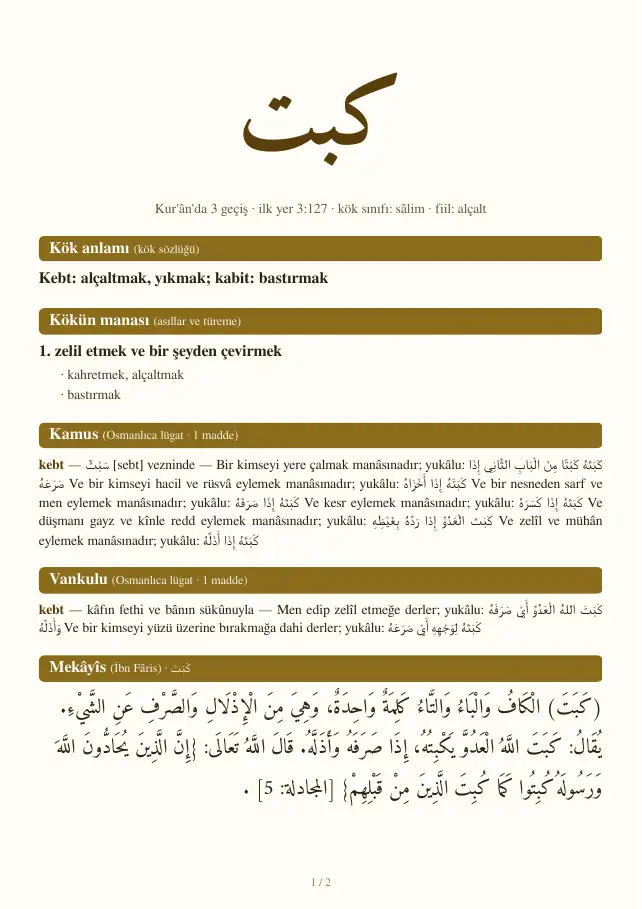 كبت
Kur'ân'da 3 geçiş · ilk yer 3:127 · kök sınıfı: sâlim · fiil: alçalt
Kök anlamı (kök sözlüğü)
Kebt: alçaltmak, yıkmak; kabit: bastırmak
Kökün manası (asıllar ve türeme)
1. zelil etmek ve bir şeyden çevirmek
· kahretmek, alçaltmak
· bastırmak
Kamus (Osmanlıca lügat · 1 madde)
kebt — سَبْتٌ [sebt] vezninde — Bir kimseyi yere çalmak manâsınadır; yukâlu: كَبَتَهُ كَبْتًا مِنَ الْبَابِ الثَّانِي إِذَا
صَرَعَهُ Ve bir kimseyi hacil ve rüsvâ eylemek manâsınadır; yukâlu: كَبَتَهُ إِذَا أَخْزَاهُ Ve bir nesneden sarf ve
men eylemek manâsınadır; yukâlu: كَبَتَهُ إِذَا صَرَفَهُ Ve kesr eylemek manâsınadır; yukâlu: كَبَتَهُ إِذَا كَسَرَهُ Ve
düşmanı gayz ve kînle redd eylemek manâsınadır; yukâlu: كَبَتَ الْعَدُوَّ إِذَا رَدَّهُ بِغَيْظِهِ Ve zelîl ve mühân
eylemek manâsınadır; yukâlu: كَبَتَهُ إِذَا أَذَلَّهُ
Vankulu (Osmanlıca lügat · 1 madde)
kebt — kâfın fethi ve bânın sükûnuyla — Men edip zelîl etmeğe derler; yukâlu: كَبَتَ اللهُ الْعَدُوَّ أَيْ صَرَفَهُ
وَأَذَلَّهُ Ve bir kimseyi yüzü üzerine bırakmağa dahi derler; yukâlu: كَبَتَهُ لِوَجْهِهِ أَيْ صَرَعَهُ
Mekâyîs (İbn Fâris) · كَبَتَ
(كَبَتَ) الْكَافُ وَالْبَاءُ وَالتَّاءُ كَلِمَةٌ وَاحِدَةٌ، وَهِيَ مِنَ الْإِذْلَالِ وَالصَّرْفِ عَنِ الشَّيْءِ.
يُقَالُ: كَبَتَ اللَّهُ الْعَدُوَّ يَكْبِتُهُ، إِذَا صَرَفَهُ وَأَذَلَّهُ. قَالَ اللَّهُ تَعَالَى: {إِنَّ الَّذِينَ يُحَادُّونَ اللَّهَ
وَرَسُولَهُ كُبِتُوا كَمَا كُبِتَ الَّذِينَ مِنْ قَبْلِهِمْ} [المجادلة: 5] .
1 / 2